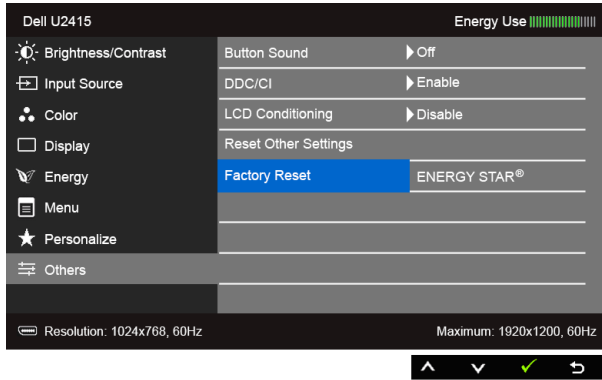 Dell U2415 Energy Use
Brightness/Contrast Button Sound Off
Input Source DDC/CI Enable
Color LCD Conditioning Disable
Display Reset Other Settings
Energy Factory Reset ENERGY STAR®
Menu
Personalize
Others
Resolution: 1024x768, 60Hz Maximum: 1920x1200, 60Hz